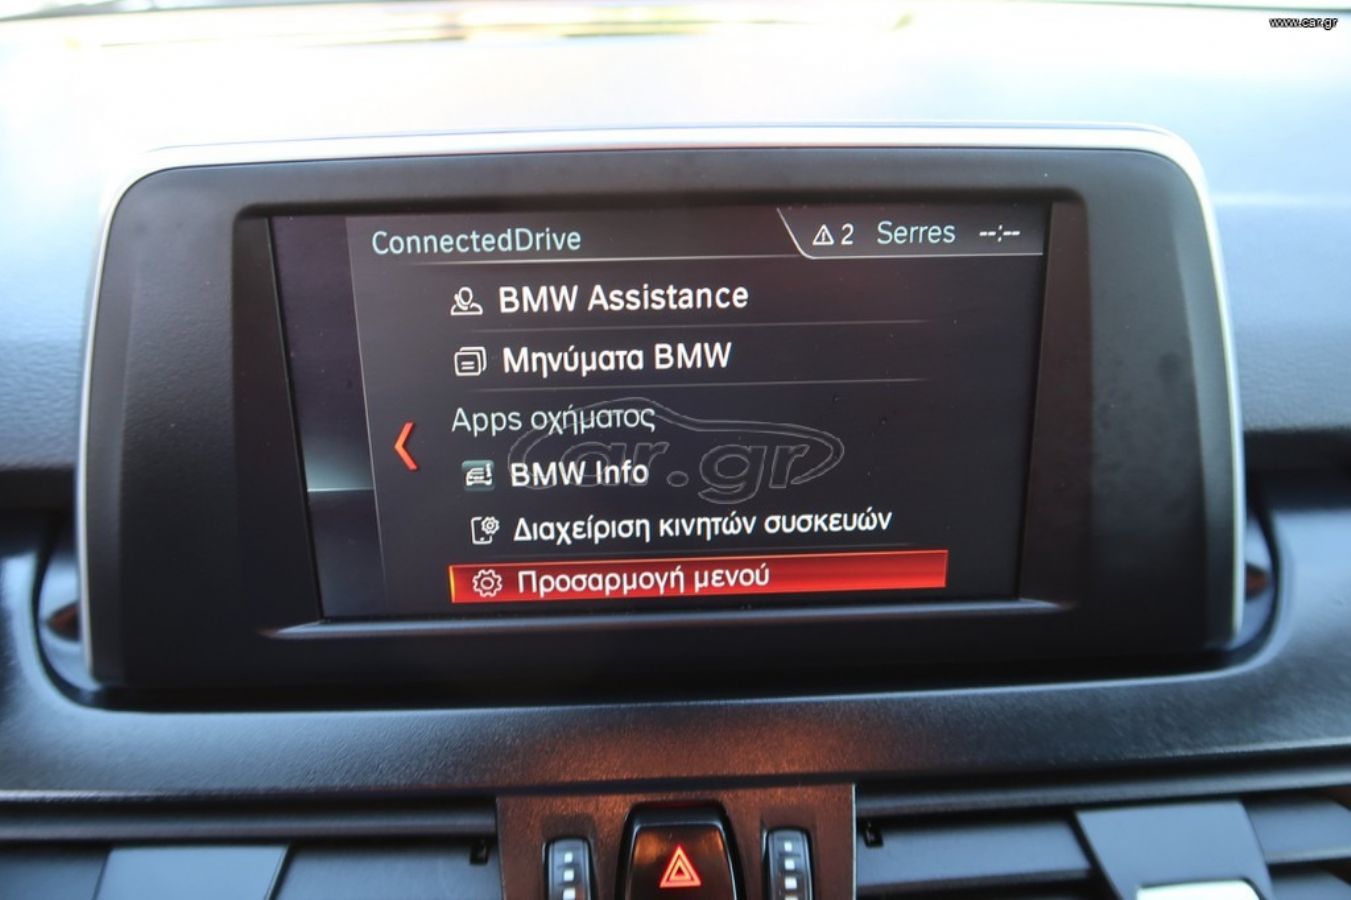 www.car.gr
ConnectedDrive
2 Serres --:--
BMW Assistance
Μηνύματα BMW
Apps οχήματος
car.gr
BMW Info
Διαχείριση κινητών συσκευών
Προσαρμογή μενού